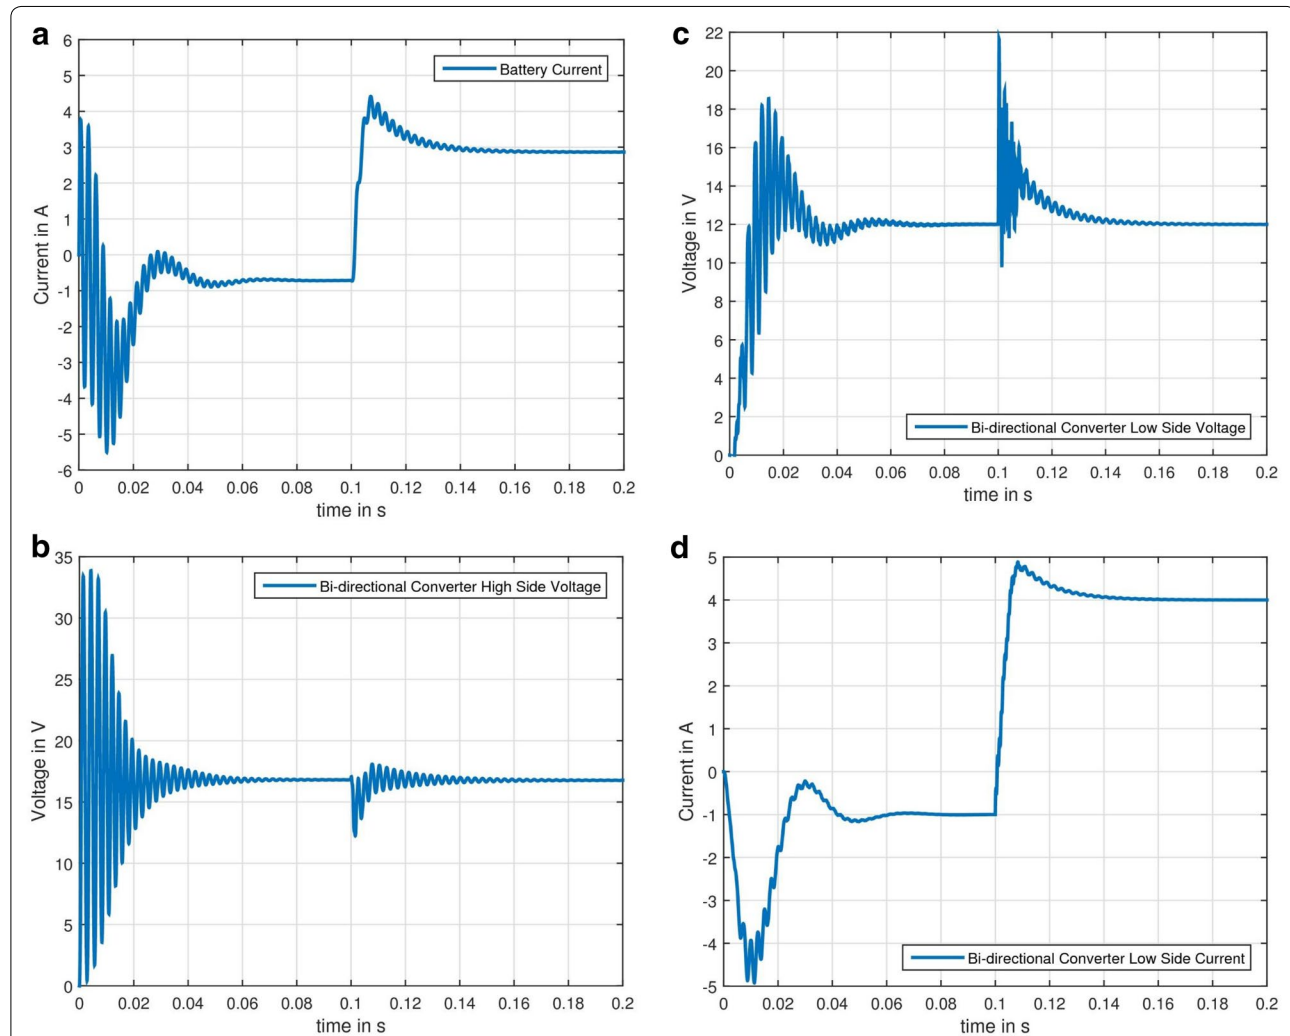 a
6
5
4
3
2
1
0
-1
-2
-3
-4
-5
-6
Current in A
Battery Current
0 0.02 0.04 0.06 0.08 0.1 0.12 0.14 0.16 0.18 0.2
time in s
c
22
20
18
16
14
12
10
8
6
4
2
0
Voltage in V
Bi-directional Converter Low Side Voltage
0 0.02 0.04 0.06 0.08 0.1 0.12 0.14 0.16 0.18 0.2
time in s
b
35
30
25
20
15
10
5
0
Voltage in V
Bi-directional Converter High Side Voltage
0 0.02 0.04 0.06 0.08 0.1 0.12 0.14 0.16 0.18 0.2
time in s
d
5
4
3
2
1
0
-1
-2
-3
-4
-5
Current in A
Bi-directional Converter Low Side Current
0 0.02 0.04 0.06 0.08 0.1 0.12 0.14 0.16 0.18 0.2
time in s